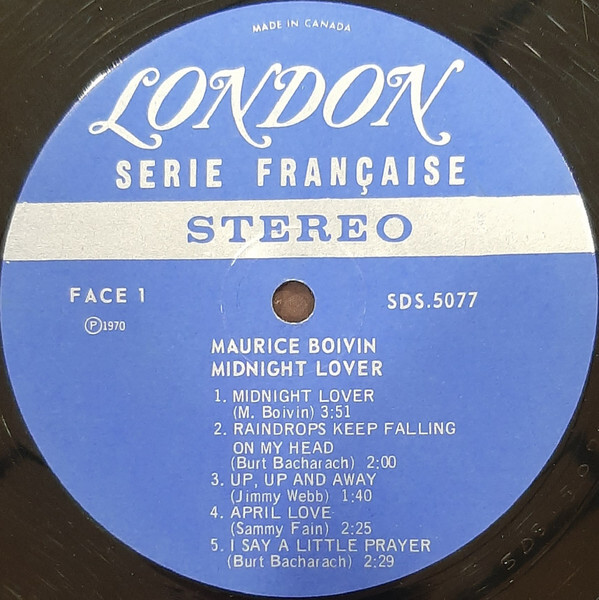 MADE IN CANADA
LONDON
SERIE FRANÇAISE
STEREO
FACE 1
SDS.5077
Ⓟ1970
MAURICE BOIVIN
MIDNIGHT LOVER
1. MIDNIGHT LOVER
(M. Boivin) 3:51
2. RAINDROPS KEEP FALLING
ON MY HEAD
(Burt Bacharach) 2:00
3. UP, UP AND AWAY
(Jimmy Webb) 1:40
4. APRIL LOVE
(Sammy Fain) 2:25
5. I SAY A LITTLE PRAYER
(Burt Bacharach) 2:29